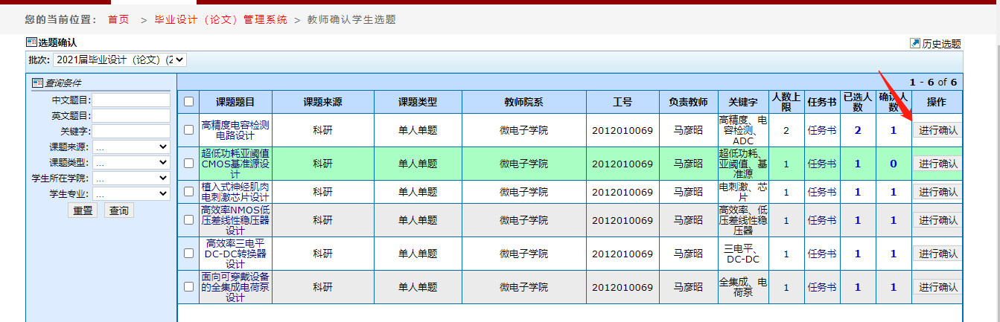 您的当前位置： 首页 > 毕业设计（论文）管理系统 > 教师确认学生选题
选题确认
历史选题
批次: 2021届毕业设计（论文）(2
查询条件
中文题目:
英文题目:
关键字:
课题来源: ...
课题类型: ...
学生所在学院: ...
学生专业: ...
重置 查询
1 - 6 of 6
课题题目 课题来源 课题类型 教师院系 工号 负责教师 关键字 人数上限 任务书 已选人数 确认人数 操作
高精度电容检测
电路设计
科研 单人单题 微电子学院 2012010069 马彦昭
高精度、电
容检测、
ADC
2 任务书 2 1 进行确认
超低功耗亚阈值
CMOS基准源设
计
科研 单人单题 微电子学院 2012010069 马彦昭
超低功耗、
亚阈值、基
准源
1 任务书 1 0 进行确认
植入式神经肌肉
电刺激芯片设计
科研 单人单题 微电子学院 2012010069 马彦昭
电刺激、芯
片
1 任务书 1 1 进行确认
高效率NMOS低
压差线性稳压器
设计
科研 单人单题 微电子学院 2012010069 马彦昭
高效率、低
压差线性稳
压器
1 任务书 1 1 进行确认
高效率三电平
DC-DC转换器
设计
科研 单人单题 微电子学院 2012010069 马彦昭
三电平、
DC-DC
1 任务书 1 1 进行确认
面向可穿戴设备
的全集成电荷泵
设计
科研 单人单题 微电子学院 2012010069 马彦昭
全集成、电
荷泵
1 任务书 1 1 进行确认